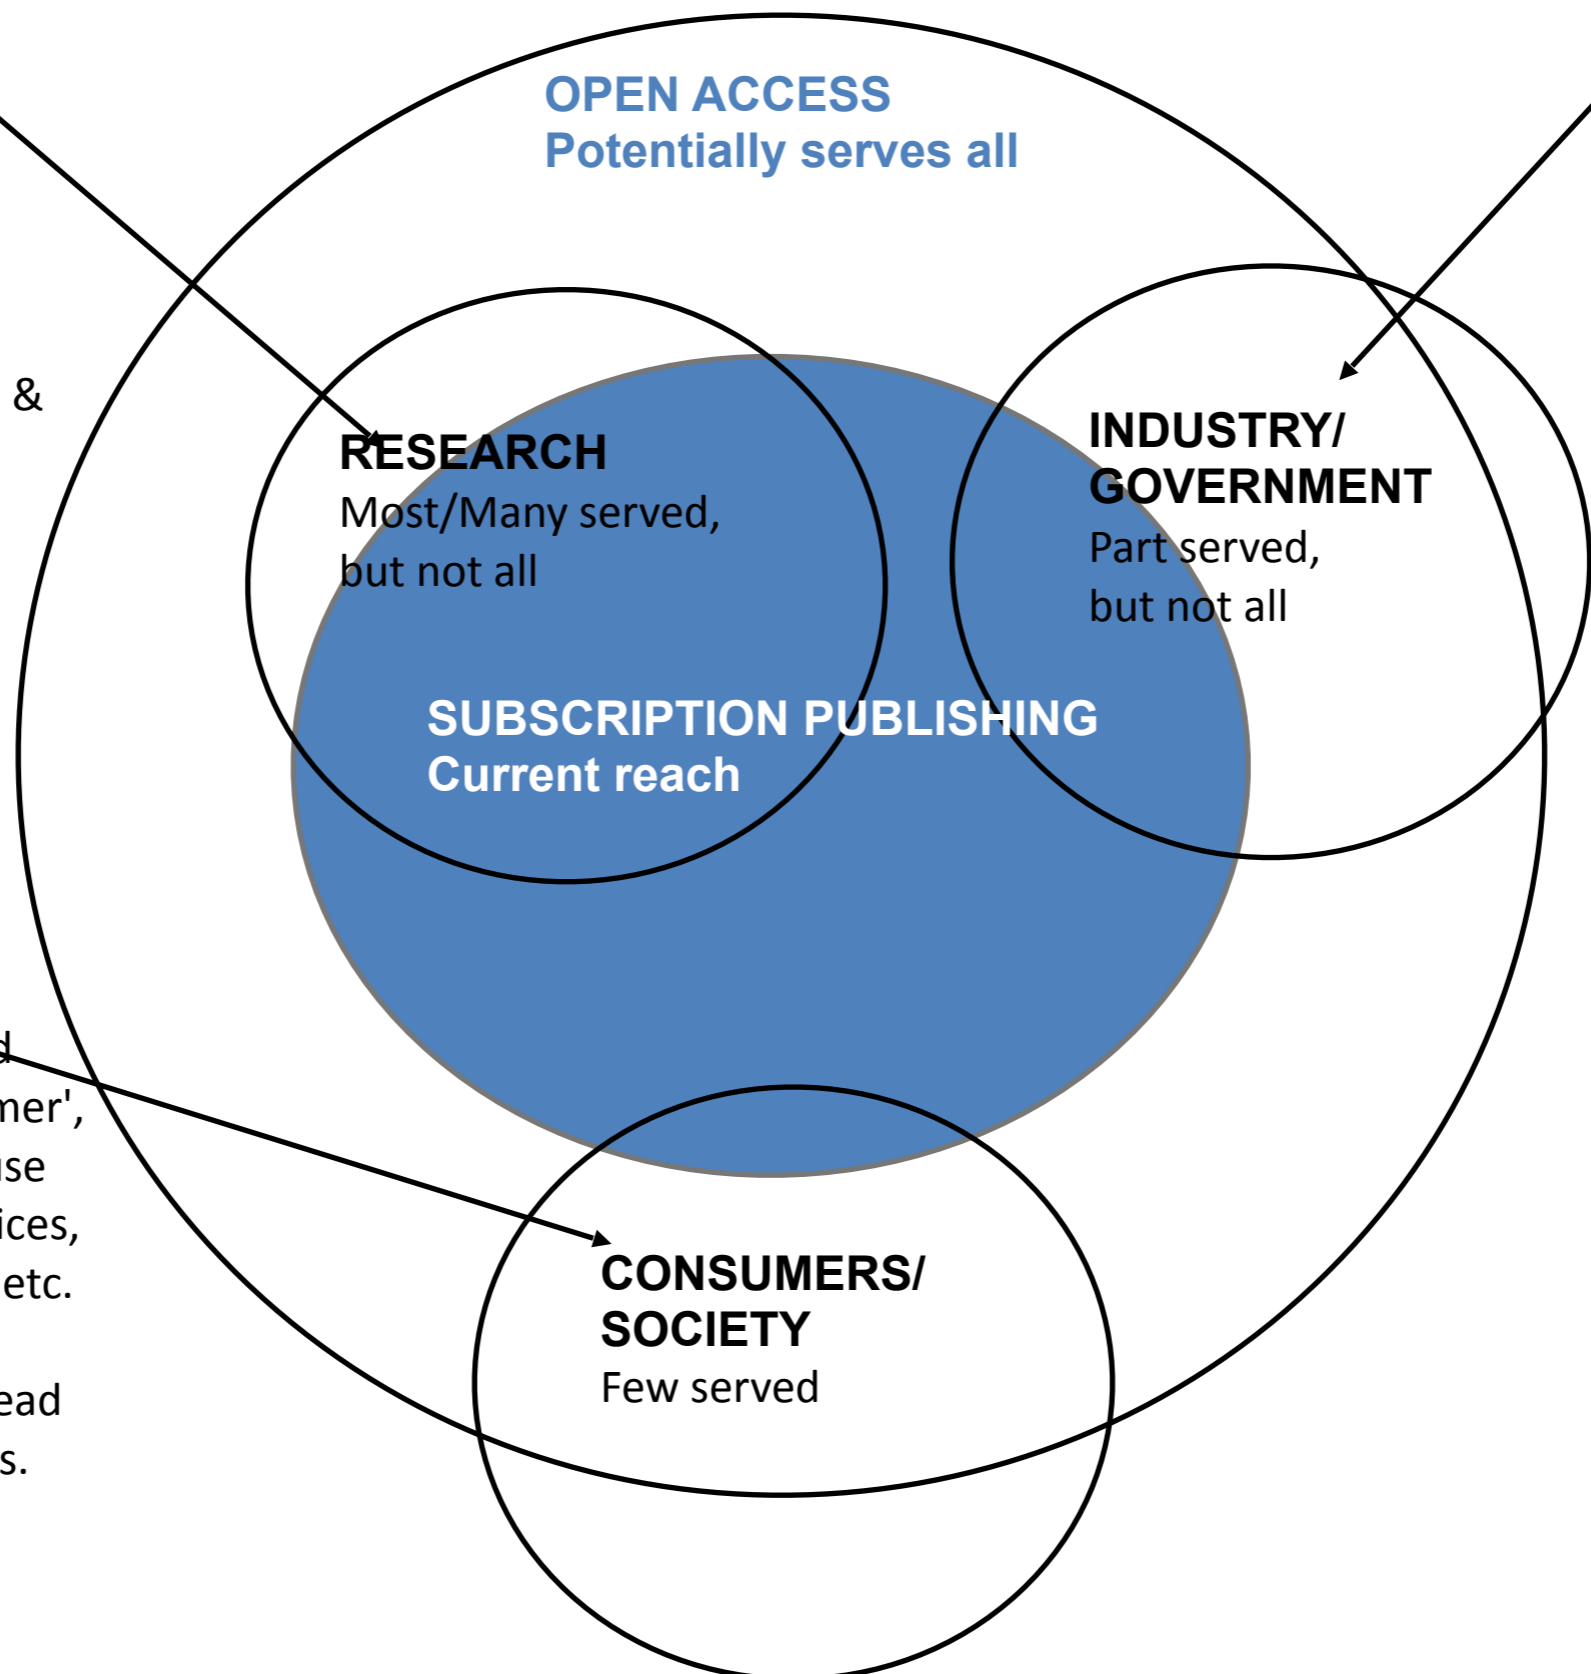 OPEN ACCESS
Potentially serves all
&
RESEARCH
Most/Many served,
but not all
INDUSTRY/
GOVERNMENT
Part served,
but not all
SUBSCRIPTION PUBLISHING
Current reach
d
mer',
use
ices,
etc.
ead
s.
CONSUMERS/
SOCIETY
Few served